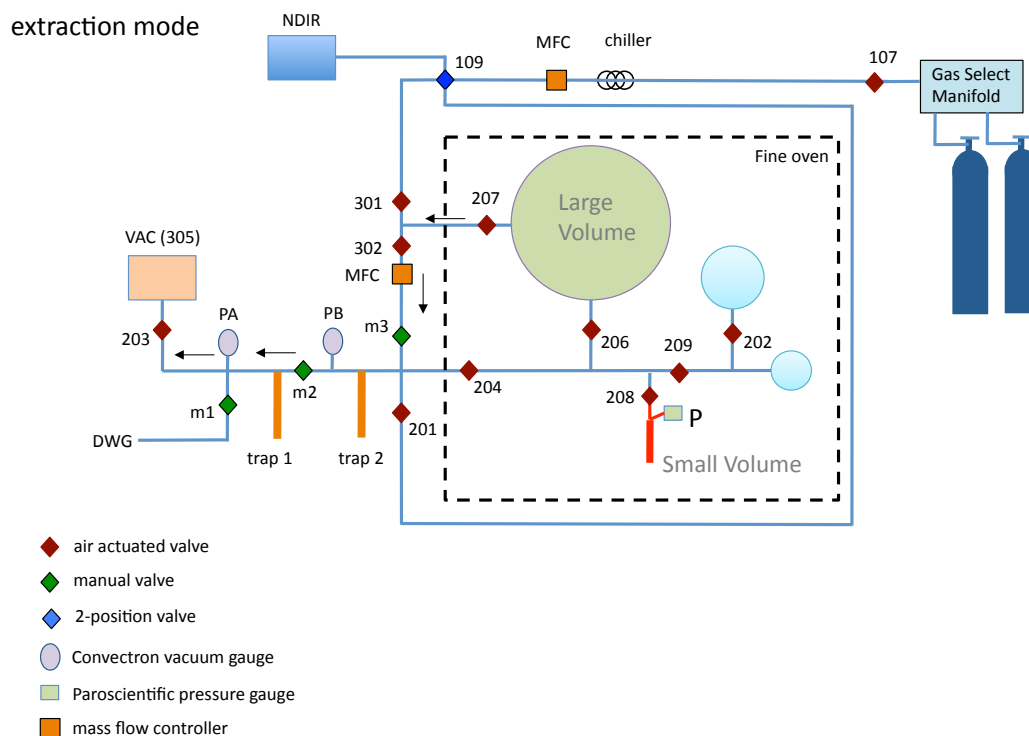 extraction mode
NDIR
109
MFC
chiller
107
Gas Select
Manifold
Fine oven
301
207
Large
Volume
VAC (305)
302
MFC
PA
PB
m3
203
206
202
209
m2
204
208
P
m1
201
DWG
trap 1
trap 2
Small Volume
air actuated valve
manual valve
2-position valve
Convectron vacuum gauge
Paroscientific pressure gauge
mass flow controller